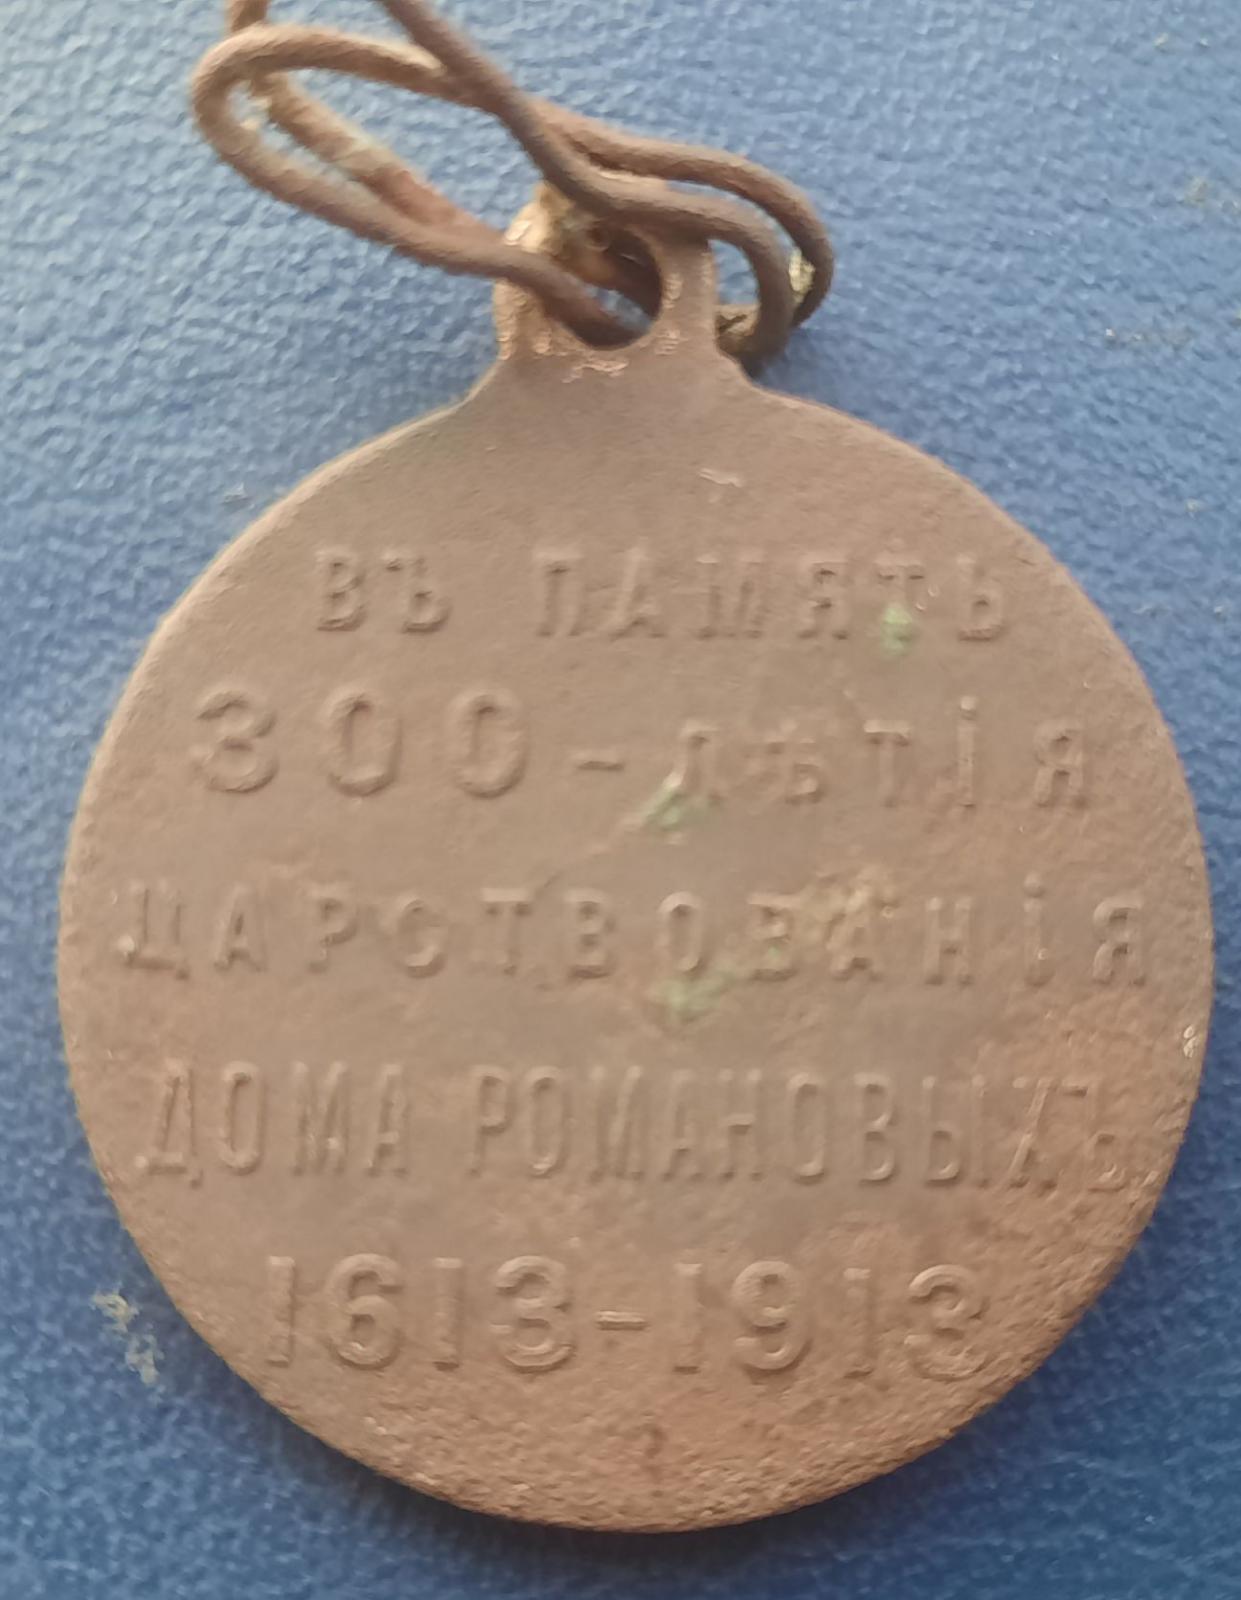 ВЪ ПАМЯТЬ
300-лѣтія
ЦАРСТВОВАНІЯ
ДОМА РОМАНОВЫХЪ
1613-1913